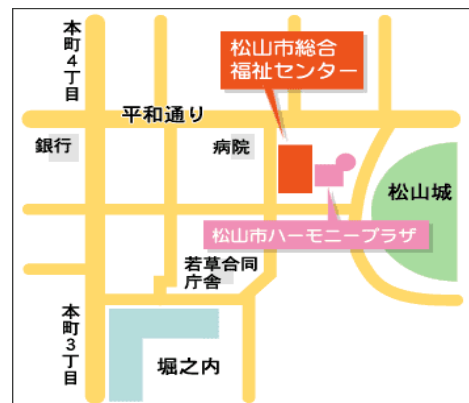 本町4丁目
松山市総合
福祉センター
平和通り
銀行
病院
松山城
松山市ハーモニープラザ
若草合同
庁舎
本町3丁目
堀之内